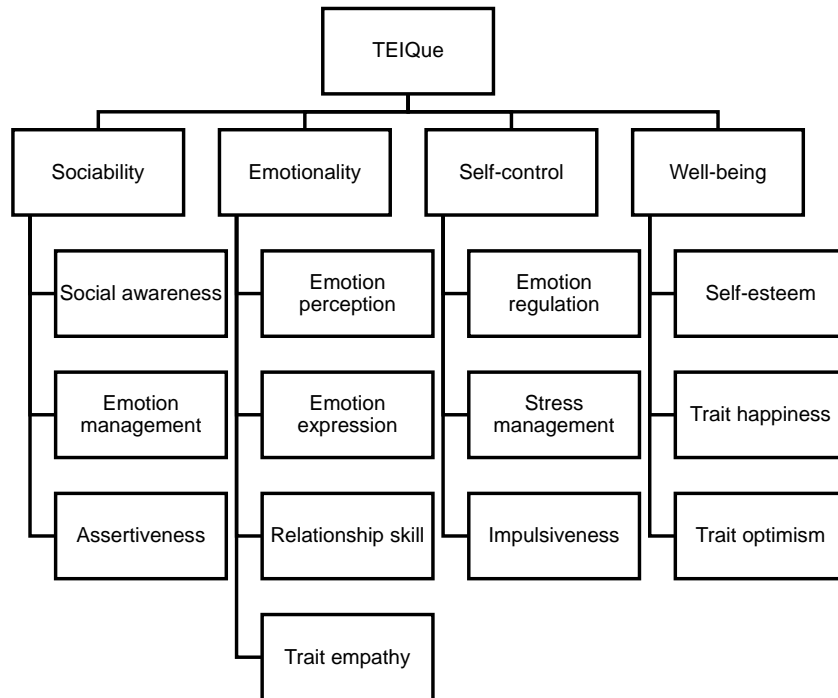 TEIQue
Sociability
Emotionality
Self-control
Well-being
Social awareness
Emotion
perception
Emotion
regulation
Self-esteem
Emotion
management
Emotion
expression
Stress
management
Trait happiness
Assertiveness
Relationship skill
Impulsiveness
Trait optimism
Trait empathy